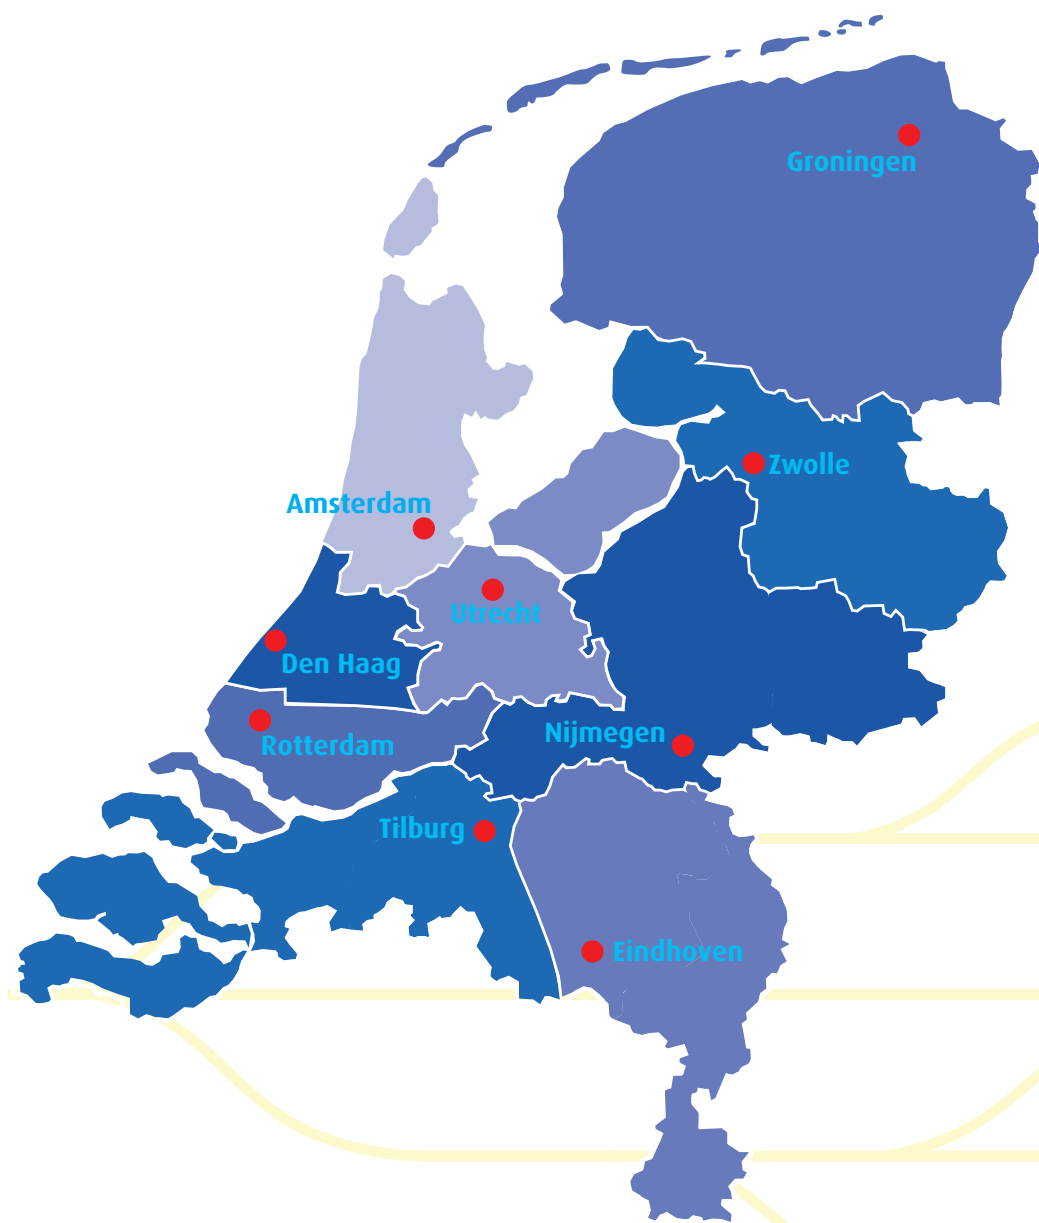 Groningen
Zwolle
Amsterdam
Utrecht
Den Haag
Nijmegen
Rotterdam
Tilburg
Eindhoven